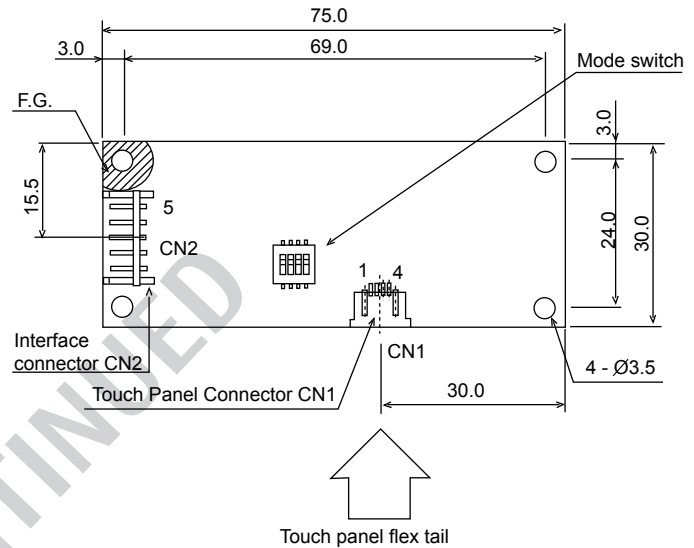 75.0
3.0
69.0
Mode switch
F.G.
3.0
15.5
5
CN2
24.0
30.0
1
4
Interface
connector CN2
CN1
Touch Panel Connector CN1
30.0
4 - Ø3.5
Touch panel flex tail
TINUED